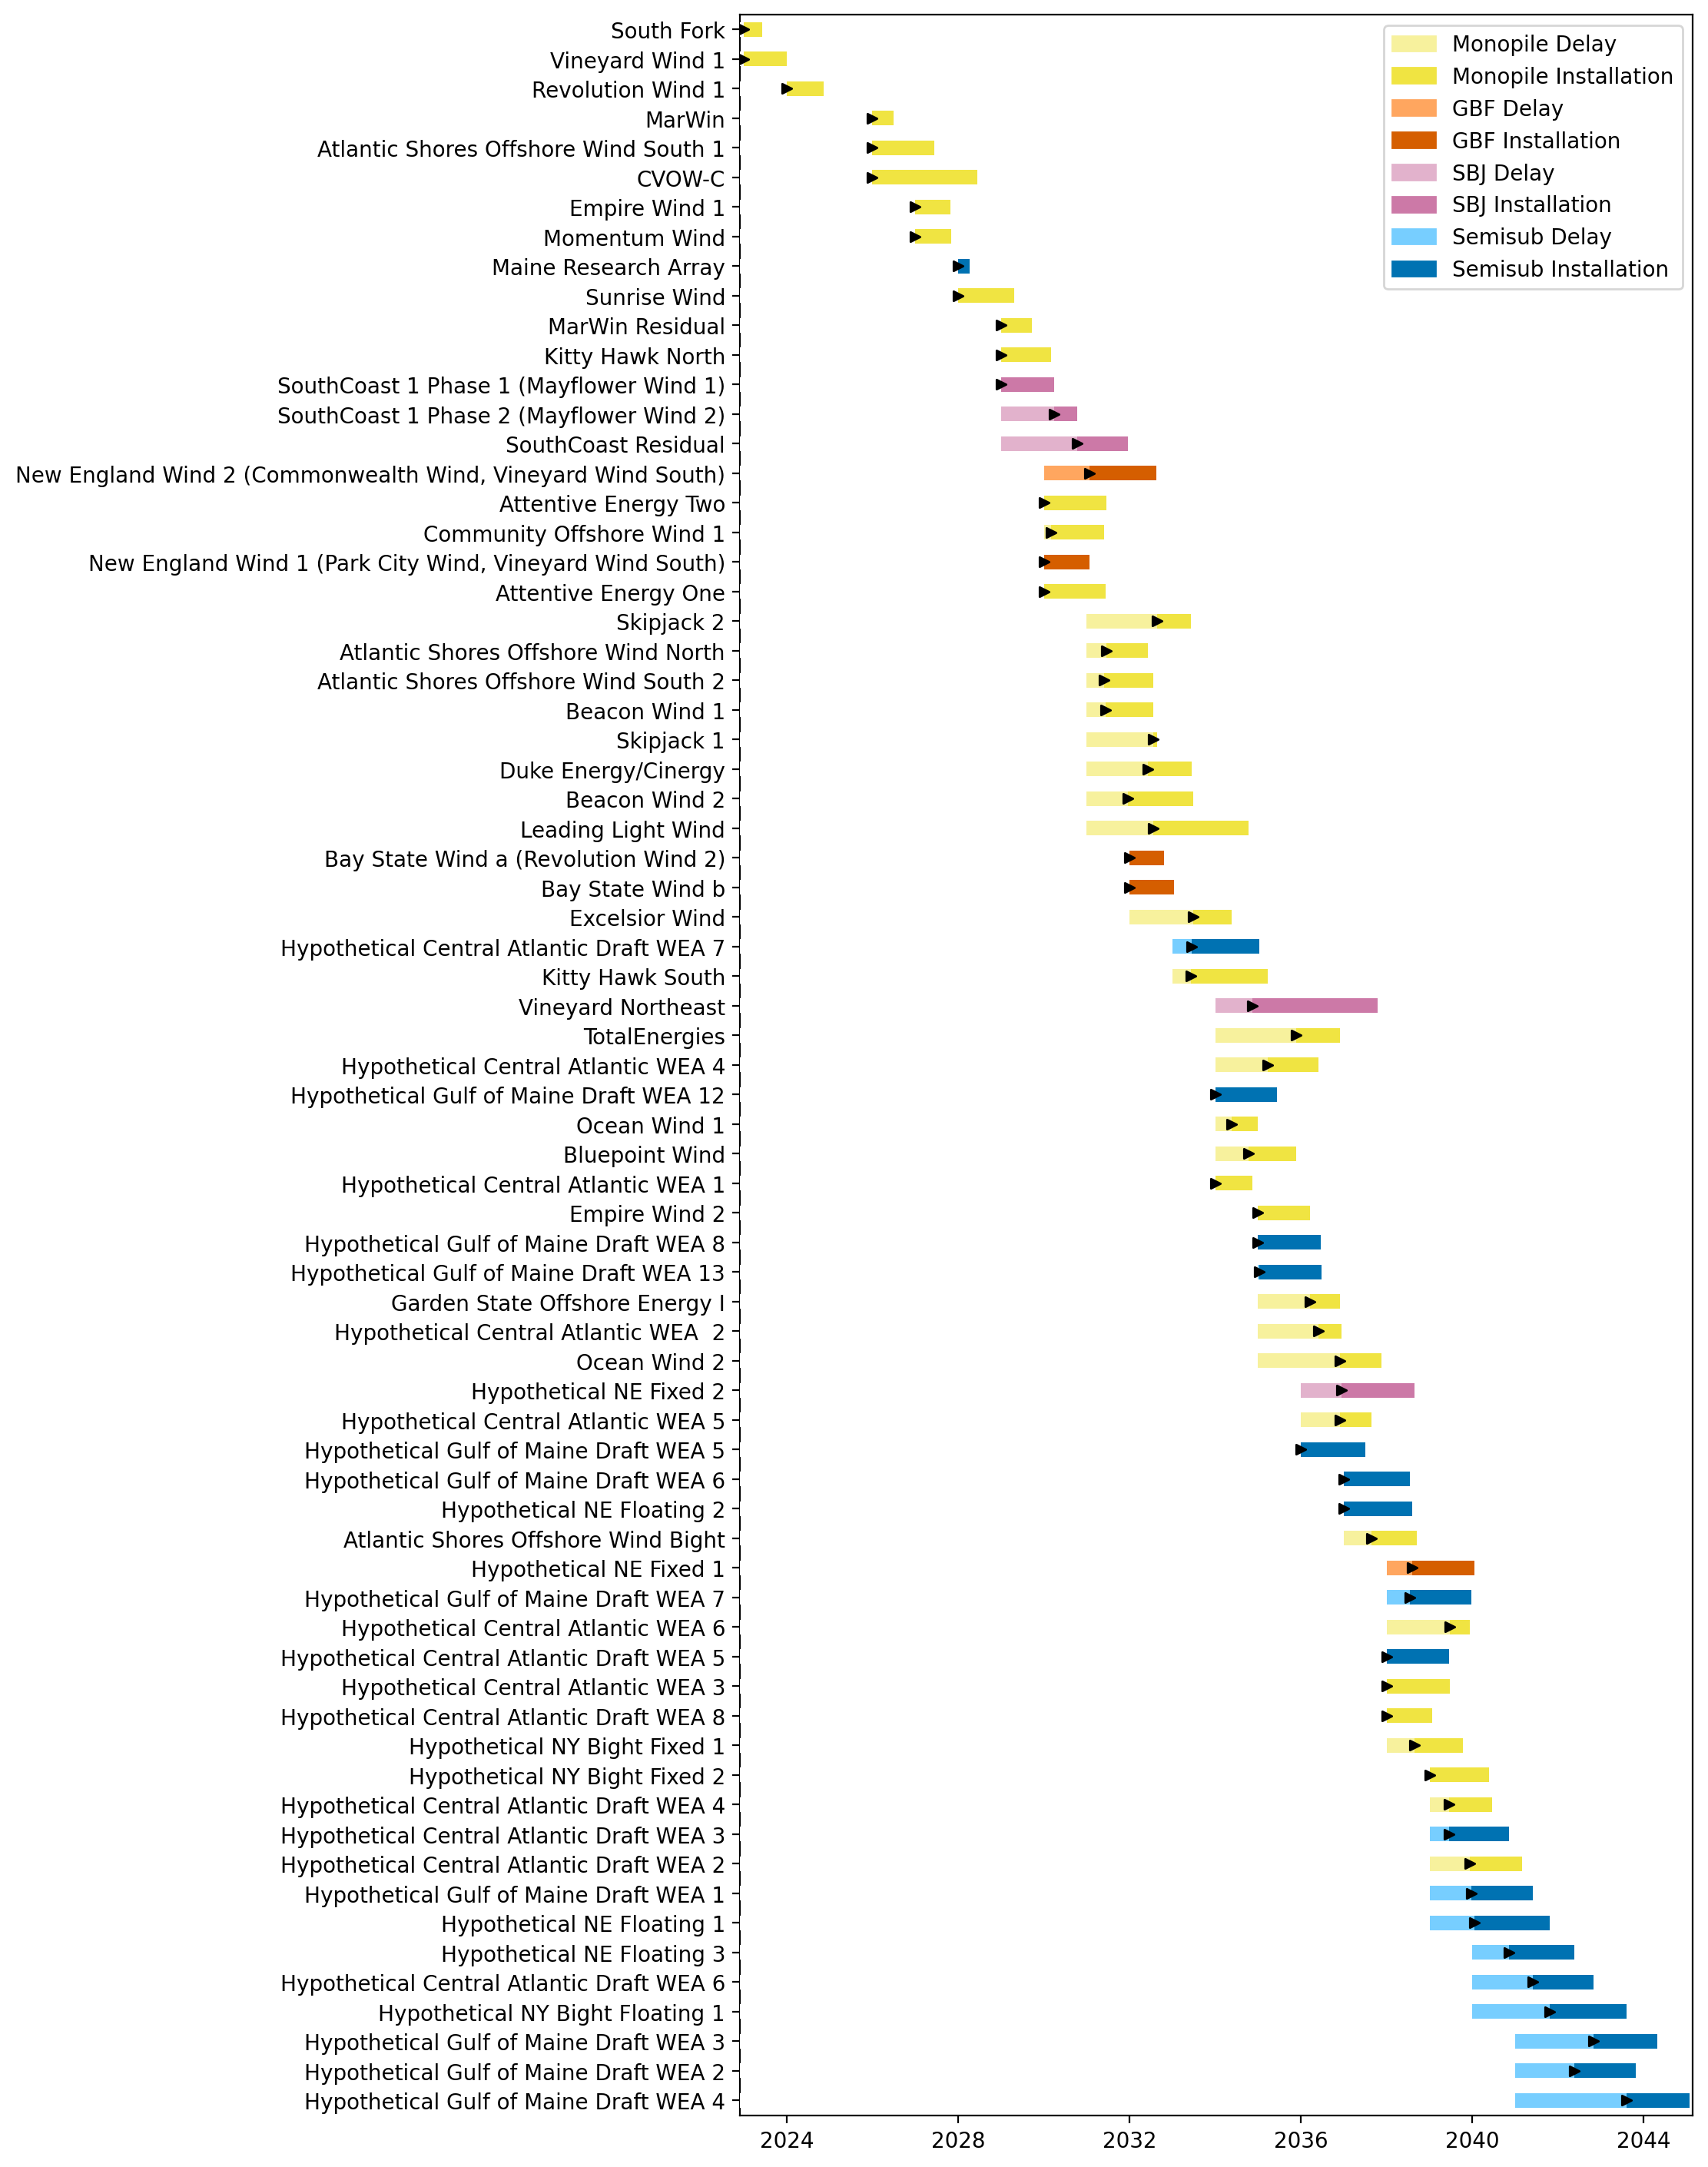 South Fork
Vineyard Wind 1
Revolution Wind 1
MarWin
Atlantic Shores Offshore Wind South 1
CVOW-C
Empire Wind 1
Momentum Wind
Maine Research Array
Sunrise Wind
MarWin Residual
Kitty Hawk North
SouthCoast 1 Phase 1 (Mayflower Wind 1)
SouthCoast 1 Phase 2 (Mayflower Wind 2)
SouthCoast Residual
New England Wind 2 (Commonwealth Wind, Vineyard Wind South)
Attentive Energy Two
Community Offshore Wind 1
New England Wind 1 (Park City Wind, Vineyard Wind South)
Attentive Energy One
Skipjack 2
Atlantic Shores Offshore Wind North
Atlantic Shores Offshore Wind South 2
Beacon Wind 1
Skipjack 1
Duke Energy/Cinergy
Beacon Wind 2
Leading Light Wind
Bay State Wind a (Revolution Wind 2)
Bay State Wind b
Excelsior Wind
Hypothetical Central Atlantic Draft WEA 7
Kitty Hawk South
Vineyard Northeast
TotalEnergies
Hypothetical Central Atlantic WEA 4
Hypothetical Gulf of Maine Draft WEA 12
Ocean Wind 1
Bluepoint Wind
Hypothetical Central Atlantic WEA 1
Empire Wind 2
Hypothetical Gulf of Maine Draft WEA 8
Hypothetical Gulf of Maine Draft WEA 13
Garden State Offshore Energy I
Hypothetical Central Atlantic WEA  2
Ocean Wind 2
Hypothetical NE Fixed 2
Hypothetical Central Atlantic WEA 5
Hypothetical Gulf of Maine Draft WEA 5
Hypothetical Gulf of Maine Draft WEA 6
Hypothetical NE Floating 2
Atlantic Shores Offshore Wind Bight
Hypothetical NE Fixed 1
Hypothetical Gulf of Maine Draft WEA 7
Hypothetical Central Atlantic WEA 6
Hypothetical Central Atlantic Draft WEA 5
Hypothetical Central Atlantic WEA 3
Hypothetical Central Atlantic Draft WEA 8
Hypothetical NY Bight Fixed 1
Hypothetical NY Bight Fixed 2
Hypothetical Central Atlantic Draft WEA 4
Hypothetical Central Atlantic Draft WEA 3
Hypothetical Central Atlantic Draft WEA 2
Hypothetical Gulf of Maine Draft WEA 1
Hypothetical NE Floating 1
Hypothetical NE Floating 3
Hypothetical Central Atlantic Draft WEA 6
Hypothetical NY Bight Floating 1
Hypothetical Gulf of Maine Draft WEA 3
Hypothetical Gulf of Maine Draft WEA 2
Hypothetical Gulf of Maine Draft WEA 4
Monopile Delay
Monopile Installation
GBF Delay
GBF Installation
SBJ Delay
SBJ Installation
Semisub Delay
Semisub Installation
2024 2028 2032 2036 2040 2044